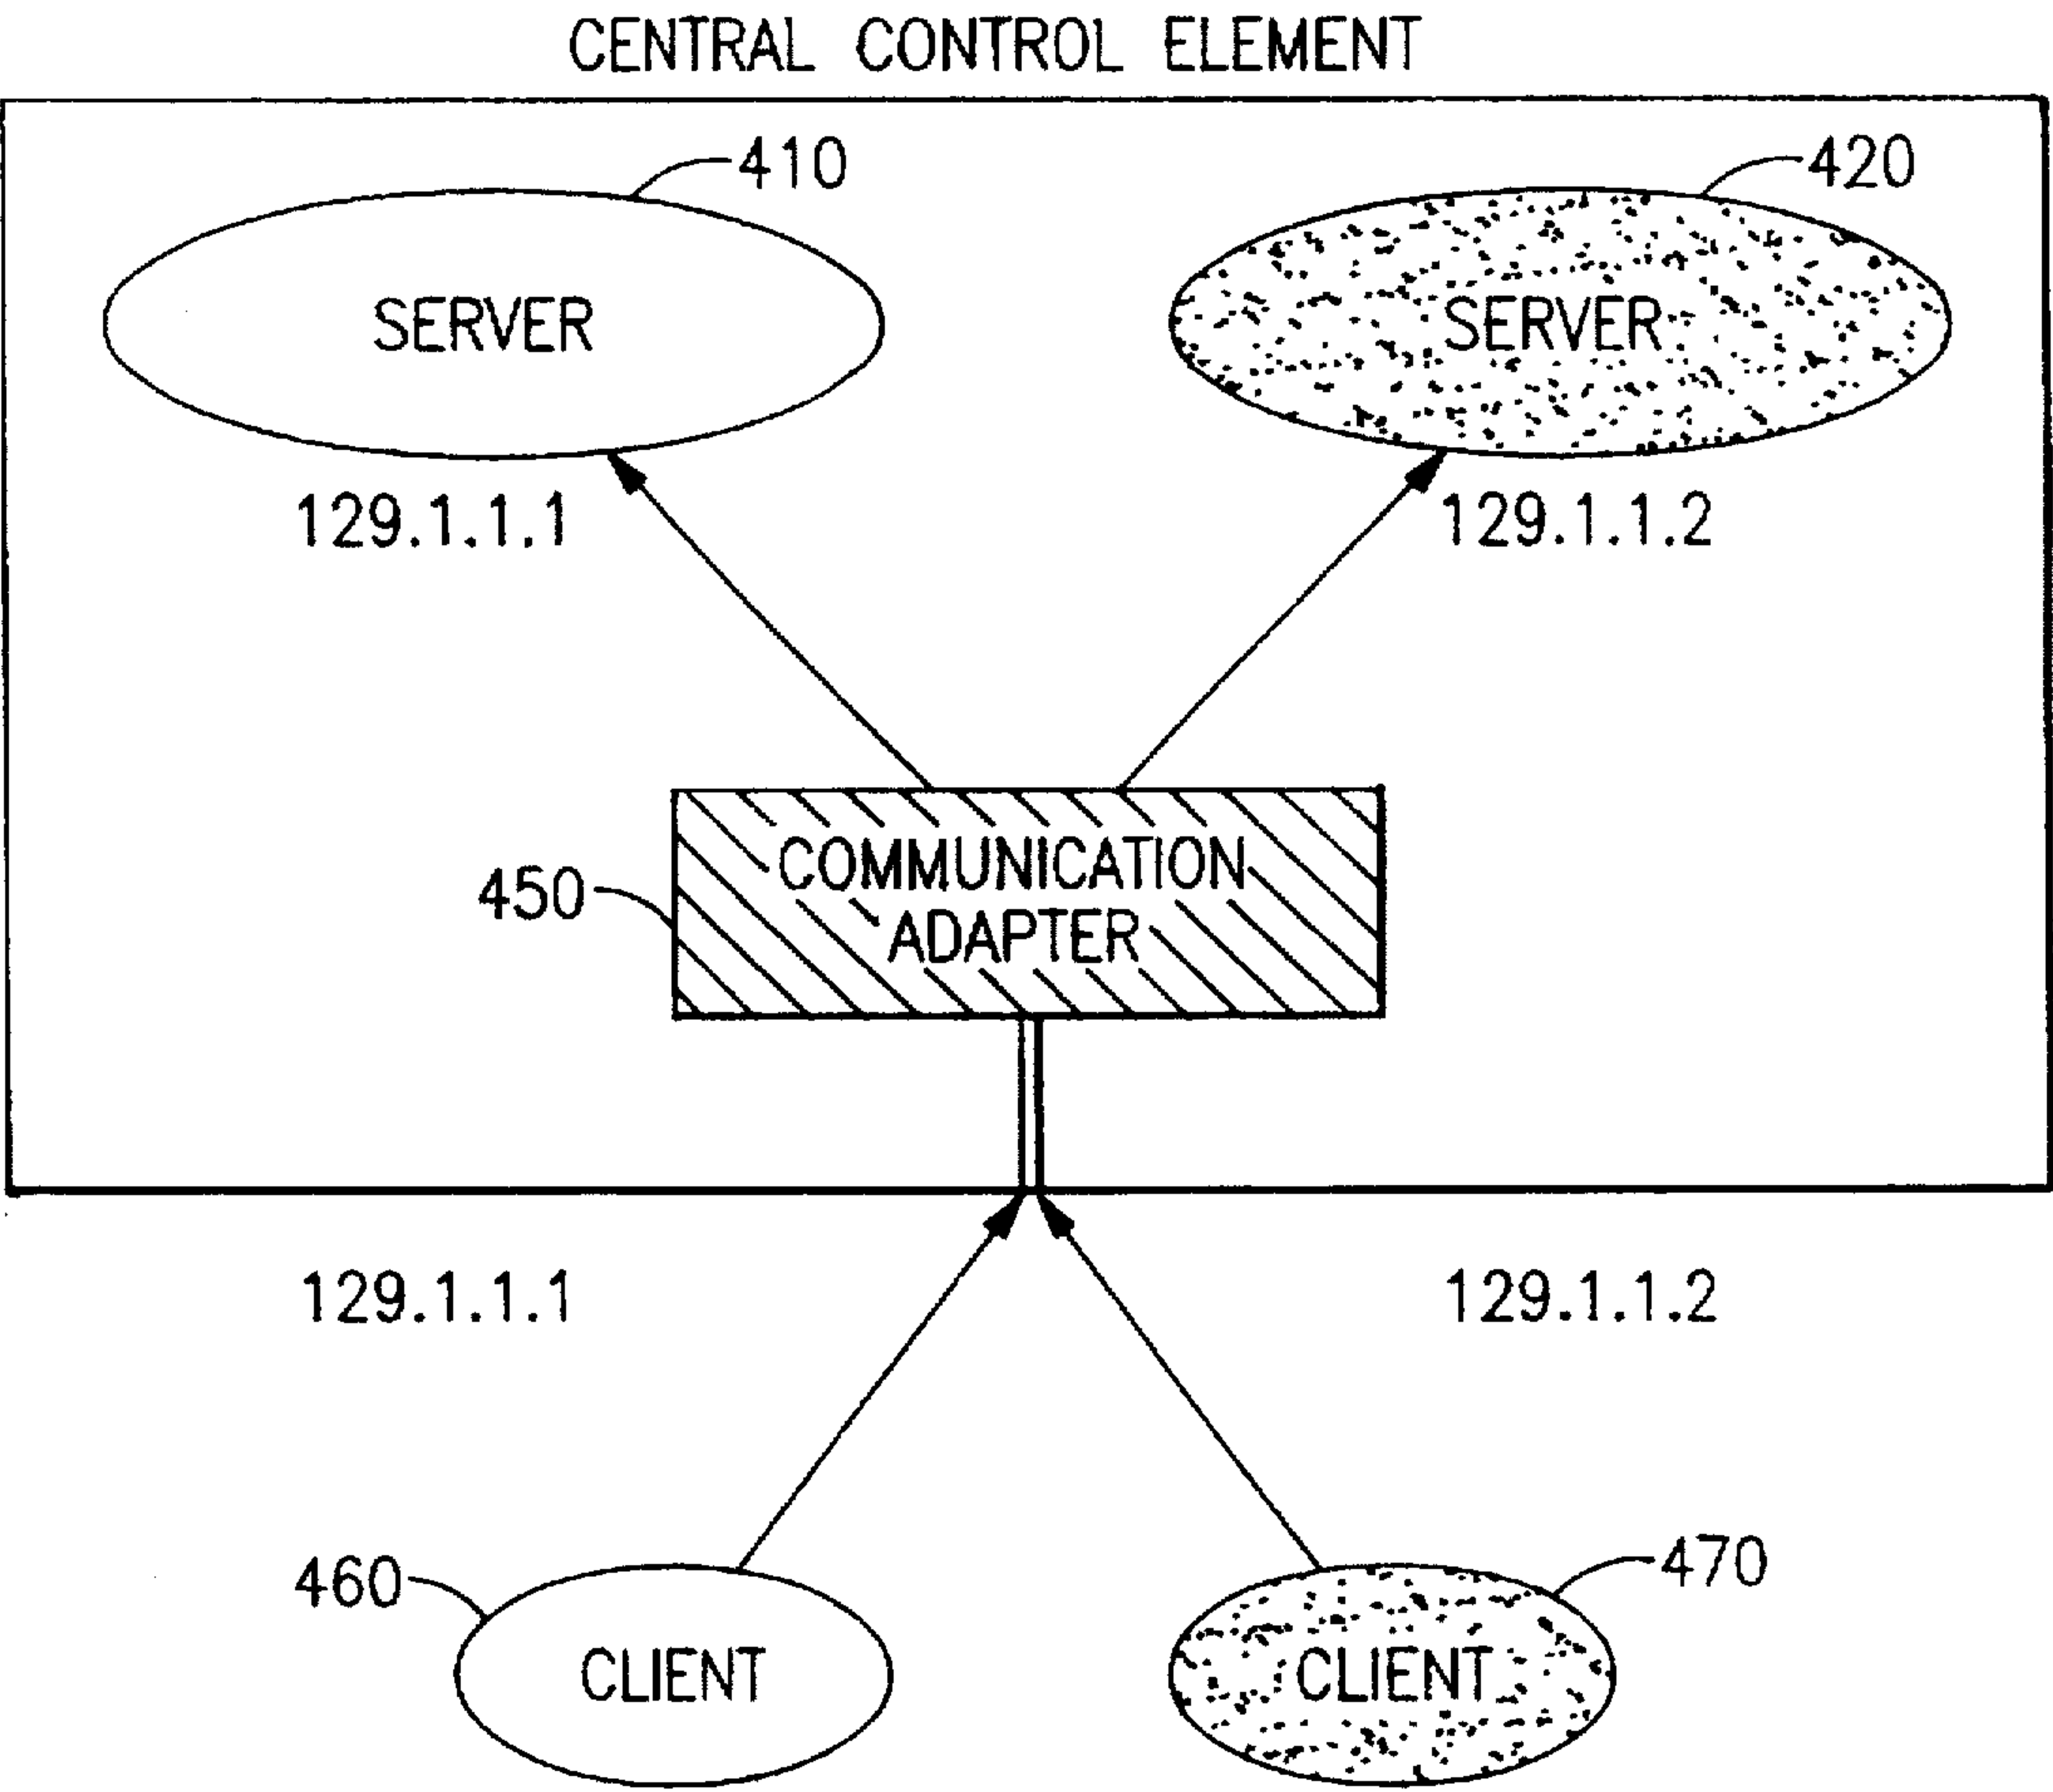 CENTRAL CONTROL ELEMENT
410
420
SERVER
SERVER
129.1.1.1
129.1.1.2
450
COMMUNICATION
ADAPTER
129.1.1.1
129.1.1.2
460
470
CLIENT
CLIENT